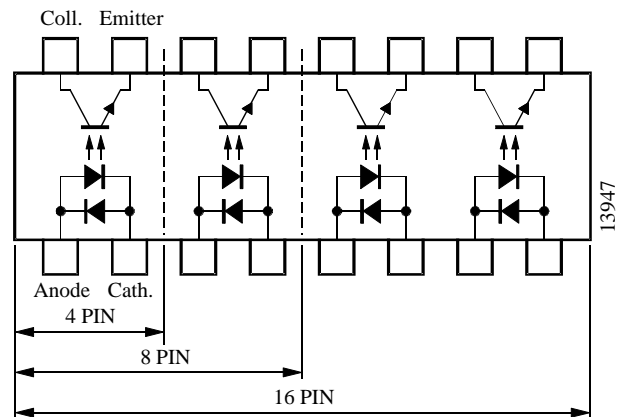 Coll. Emitter
13947
Anode Cath.
4 PIN
8 PIN
16 PIN